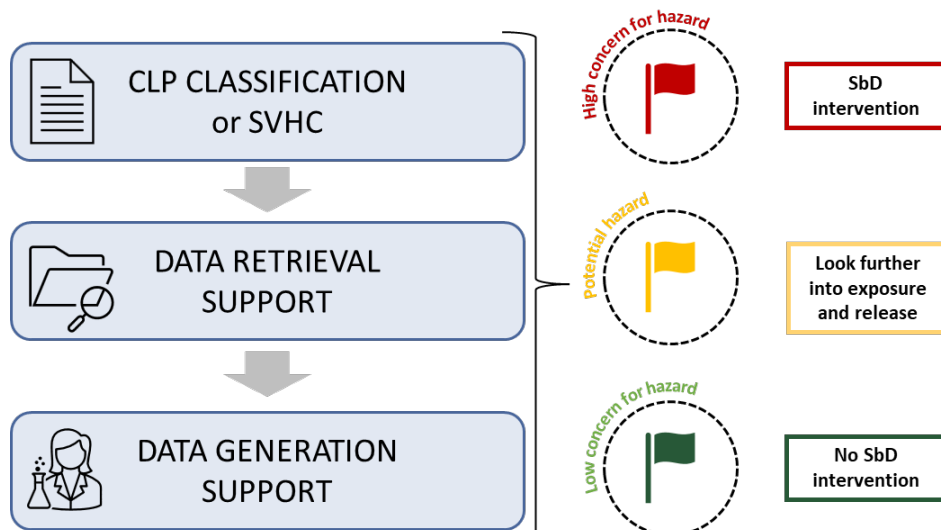 CLP CLASSIFICATION
or SVHC
DATA RETRIEVAL
SUPPORT
DATA GENERATION
SUPPORT
High concern for hazard
SbD
intervention
Potential hazard
Look further
into exposure
and release
Low concern for hazard
No SbD
intervention